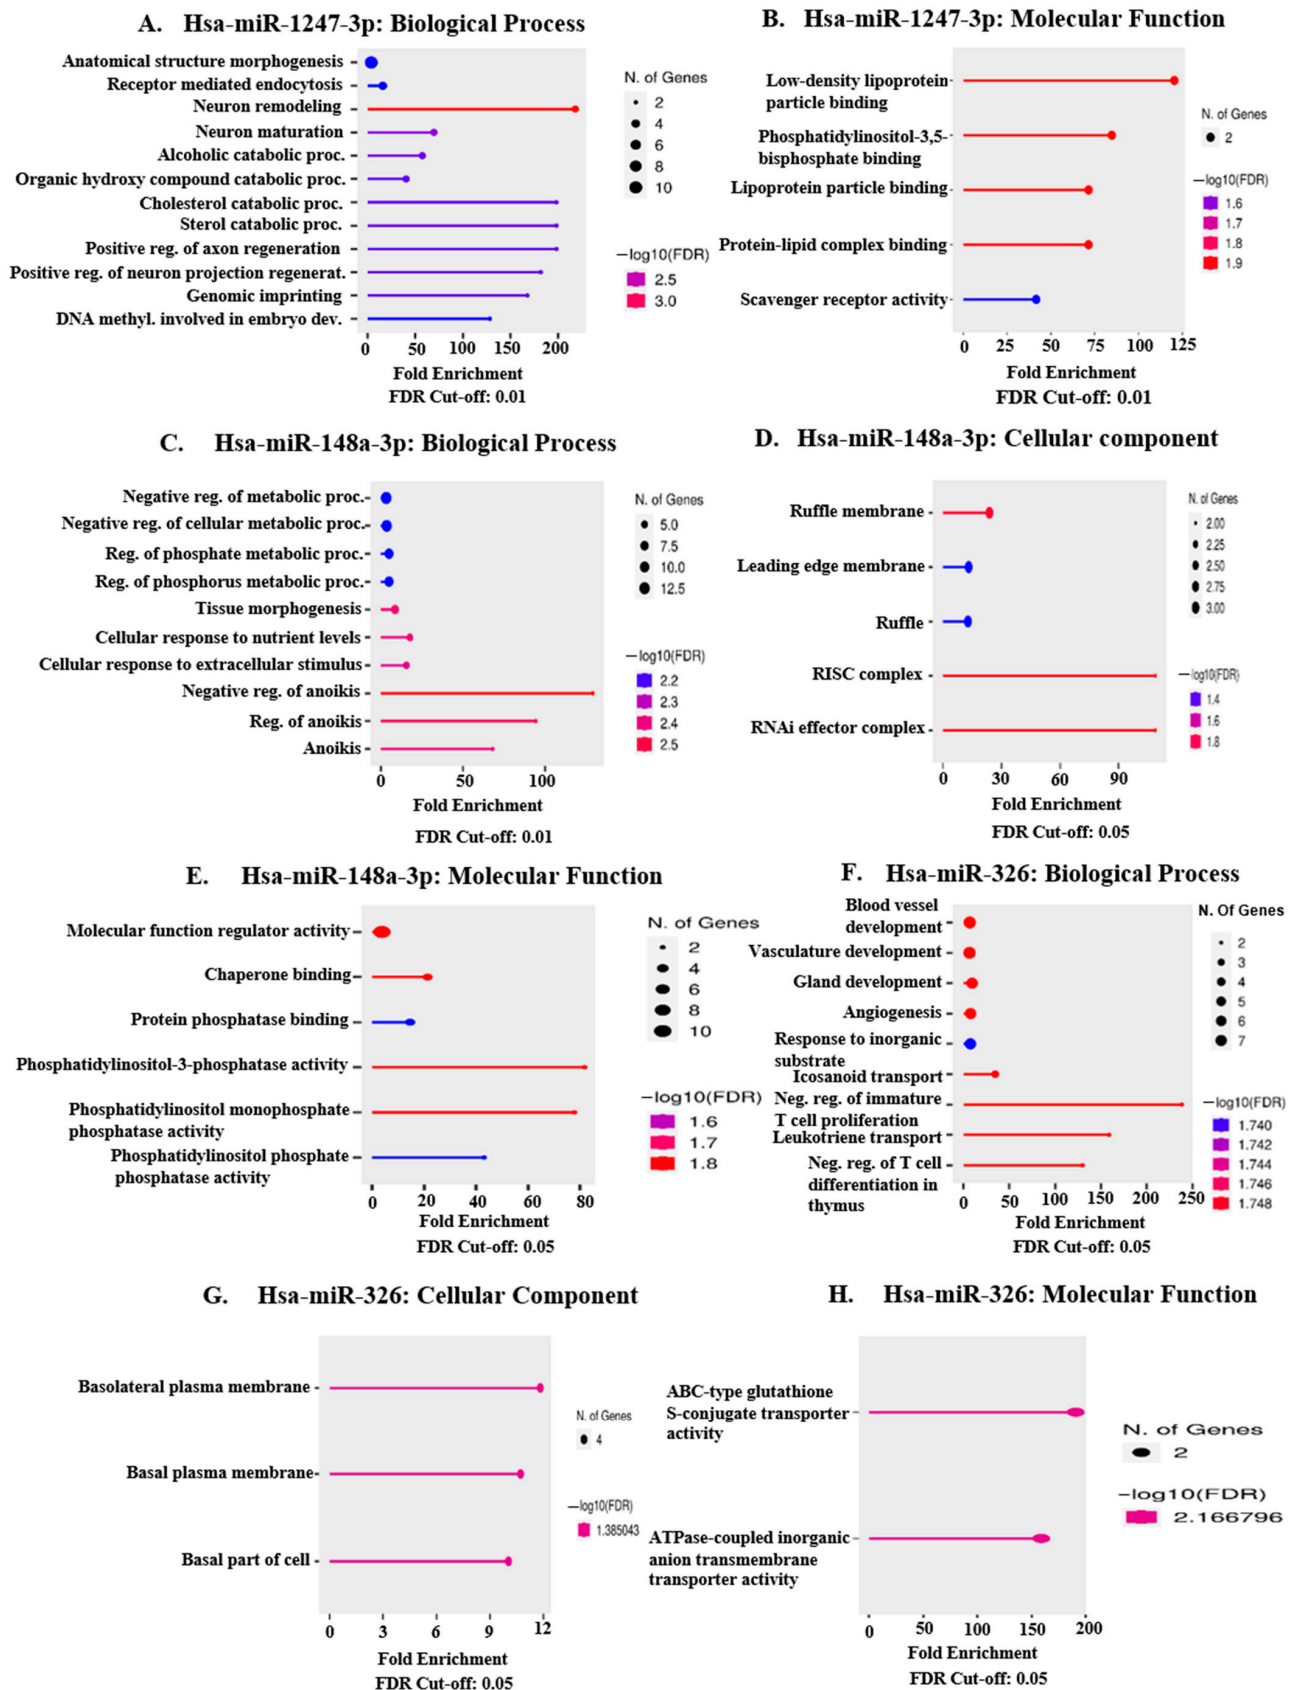 A. Hsa-miR-1247-3p: Biological Process
Anatomical structure morphogenesis
Receptor mediated endocytosis
Neuron remodeling
Neuron maturation
Alcoholic catabolic proc.
Organic hydroxy compound catabolic proc.
Cholesterol catabolic proc.
Sterol catabolic proc.
Positive reg. of axon regeneration
Positive reg. of neuron projection regenerat.
Genomic imprinting
DNA methyl. involved in embryo dev.
0 50 100 150 200
Fold Enrichment
FDR Cut-off: 0.01
N. of Genes
2
4
6
8
10
−log10(FDR)
2.5
3.0
B. Hsa-miR-1247-3p: Molecular Function
Low-density lipoprotein
particle binding
Phosphatidylinositol-3,5-
bisphosphate binding
Lipoprotein particle binding
Protein-lipid complex binding
Scavenger receptor activity
0 25 50 75 100 125
Fold Enrichment
FDR Cut-off: 0.01
N. of Genes
2
−log10(FDR)
1.6
1.7
1.8
1.9
C. Hsa-miR-148a-3p: Biological Process
Negative reg. of metabolic proc.
Negative reg. of cellular metabolic proc.
Reg. of phosphate metabolic proc.
Reg. of phosphorus metabolic proc.
Tissue morphogenesis
Cellular response to nutrient levels
Cellular response to extracellular stimulus
Negative reg. of anoikis
Reg. of anoikis
Anoikis
0 50 100
Fold Enrichment
FDR Cut-off: 0.01
N. of Genes
5.0
7.5
10.0
12.5
−log10(FDR)
2.2
2.3
2.4
2.5
D. Hsa-miR-148a-3p: Cellular component
Ruffle membrane
Leading edge membrane
Ruffle
RISC complex
RNAi effector complex
0 30 60 90
Fold Enrichment
FDR Cut-off: 0.05
N. of Genes
2.00
2.25
2.50
2.75
3.00
−log10(FDR)
1.4
1.6
1.8
E. Hsa-miR-148a-3p: Molecular Function
Molecular function regulator activity
Chaperone binding
Protein phosphatase binding
Phosphatidylinositol-3-phosphatase activity
Phosphatidylinositol monophosphate
phosphatase activity
Phosphatidylinositol phosphate
phosphatase activity
0 20 40 60 80
Fold Enrichment
FDR Cut-off: 0.05
N. of Genes
2
4
6
8
10
−log10(FDR)
1.6
1.7
1.8
F. Hsa-miR-326: Biological Process
Blood vessel
development
Vasculature development
Gland development
Angiogenesis
Response to inorganic
substrate
Icosanoid transport
Neg. reg. of immature
T cell proliferation
Leukotriene transport
Neg. reg. of T cell
differentiation in
thymus
0 50 100 150 200 250
Fold Enrichment
FDR Cut-off: 0.05
N. Of Genes
2
3
4
5
6
7
−log10(FDR)
1.740
1.742
1.744
1.746
1.748
G. Hsa-miR-326: Cellular Component
Basolateral plasma membrane
Basal plasma membrane
Basal part of cell
0 3 6 9 12
Fold Enrichment
FDR Cut-off: 0.05
N. of Genes
4
−log10(FDR)
1.385043
H. Hsa-miR-326: Molecular Function
ABC-type glutathione
S-conjugate transporter
activity
ATPase-coupled inorganic
anion transmembrane
transporter activity
0 50 100 150 200
Fold Enrichment
FDR Cut-off: 0.05
N. of Genes
2
−log10(FDR)
2.166796